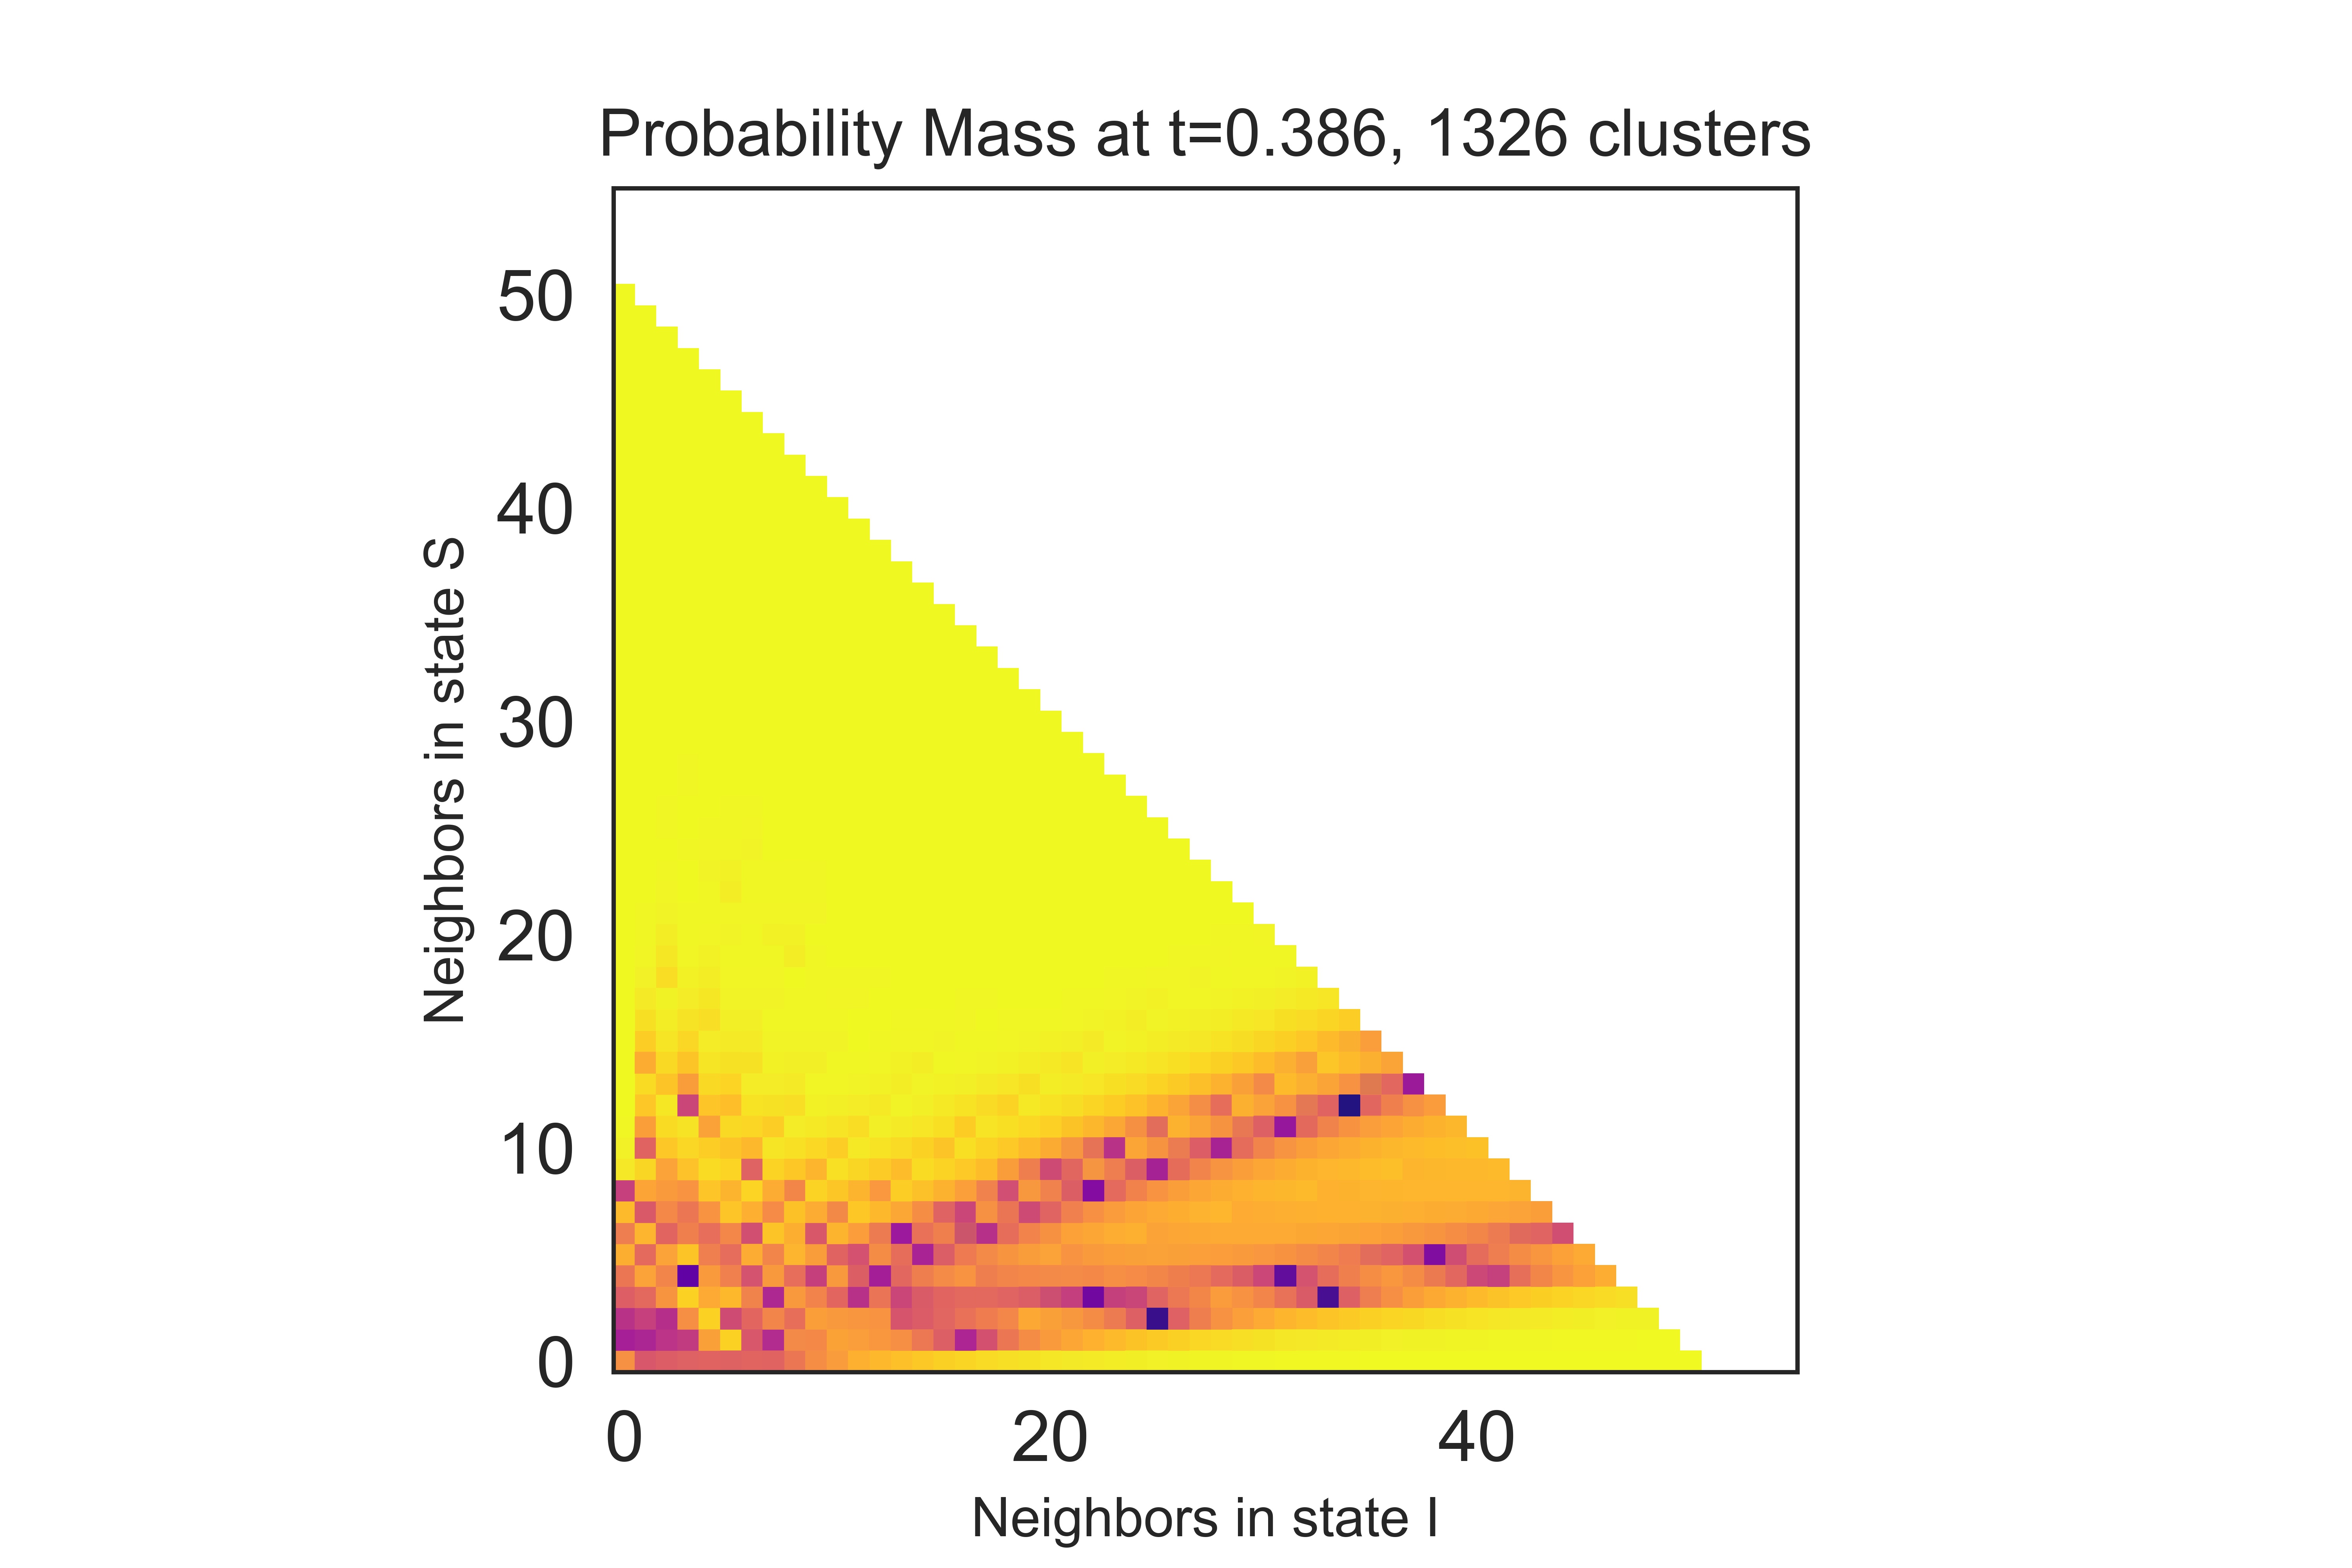 Probability Mass at t=0.386, 1326 clusters
50
40
30
20
10
0
Neighbors in state S
0 20 40
Neighbors in state I